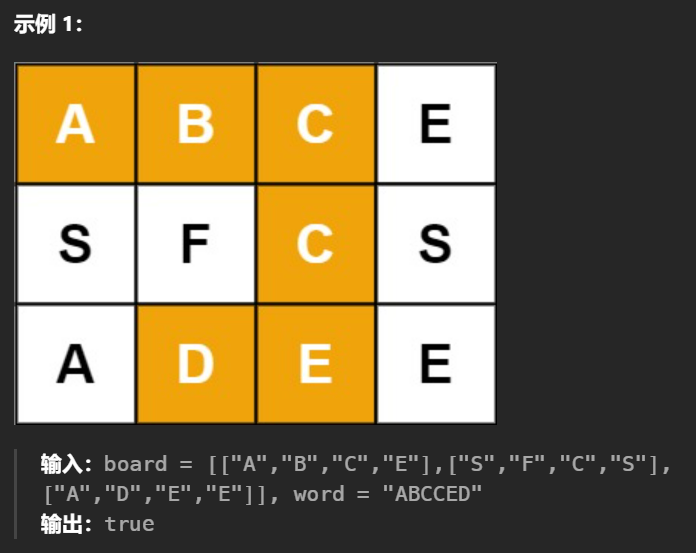 示例 1：
A B C E
S F C S
A D E E
输入：board = [["A","B","C","E"],["S","F","C","S"],
["A","D","E","E"]], word = "ABCCED"
输出：true